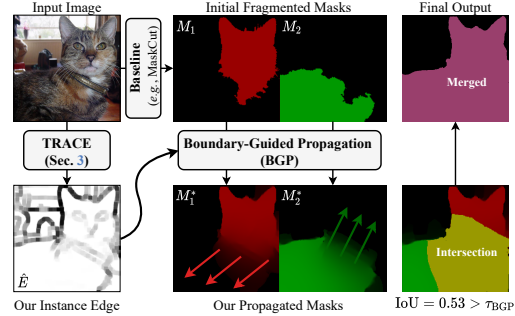 Input Image
Initial Fragmented Masks
Final Output
Baseline
(e.g., MaskCut)
M₁
M₂
Merged
TRACE
(Sec. 3)
Boundary-Guided Propagation
(BGP)
Ê
M₁*
M₂*
Intersection
Our Instance Edge
Our Propagated Masks
IoU = 0.53 > τ_BGP